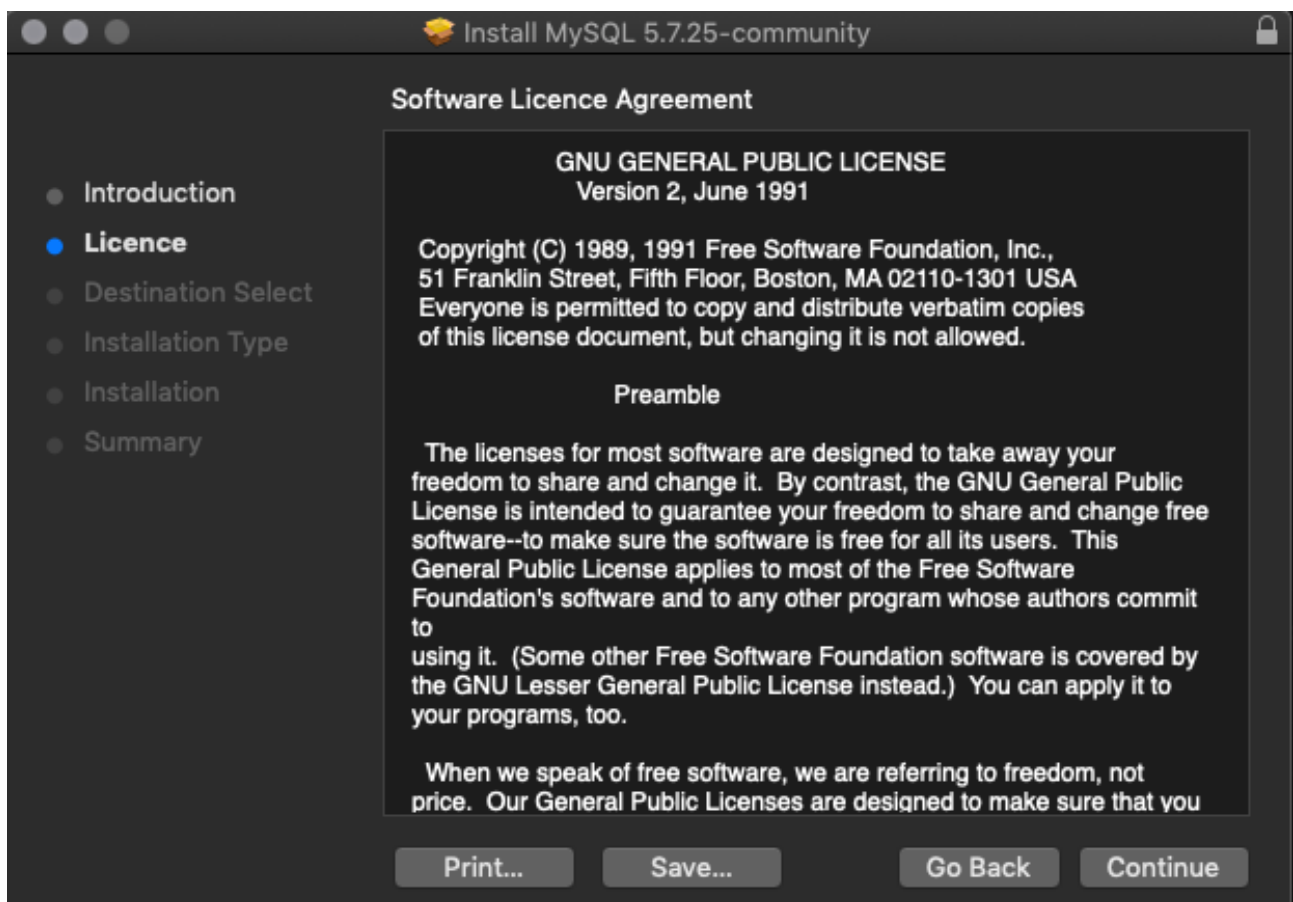 Install MySQL 5.7.25-community
Software Licence Agreement
Introduction
Licence
Destination Select
Installation Type
Installation
Summary
GNU GENERAL PUBLIC LICENSE
Version 2, June 1991
Copyright (C) 1989, 1991 Free Software Foundation, Inc.,
51 Franklin Street, Fifth Floor, Boston, MA 02110-1301 USA
Everyone is permitted to copy and distribute verbatim copies
of this license document, but changing it is not allowed.
Preamble
The licenses for most software are designed to take away your
freedom to share and change it.  By contrast, the GNU General Public
License is intended to guarantee your freedom to share and change free
software--to make sure the software is free for all its users.  This
General Public License applies to most of the Free Software
Foundation's software and to any other program whose authors commit
to
using it.  (Some other Free Software Foundation software is covered by
the GNU Lesser General Public License instead.)  You can apply it to
your programs, too.
When we speak of free software, we are referring to freedom, not
price.  Our General Public Licenses are designed to make sure that you
Print...
Save...
Go Back
Continue